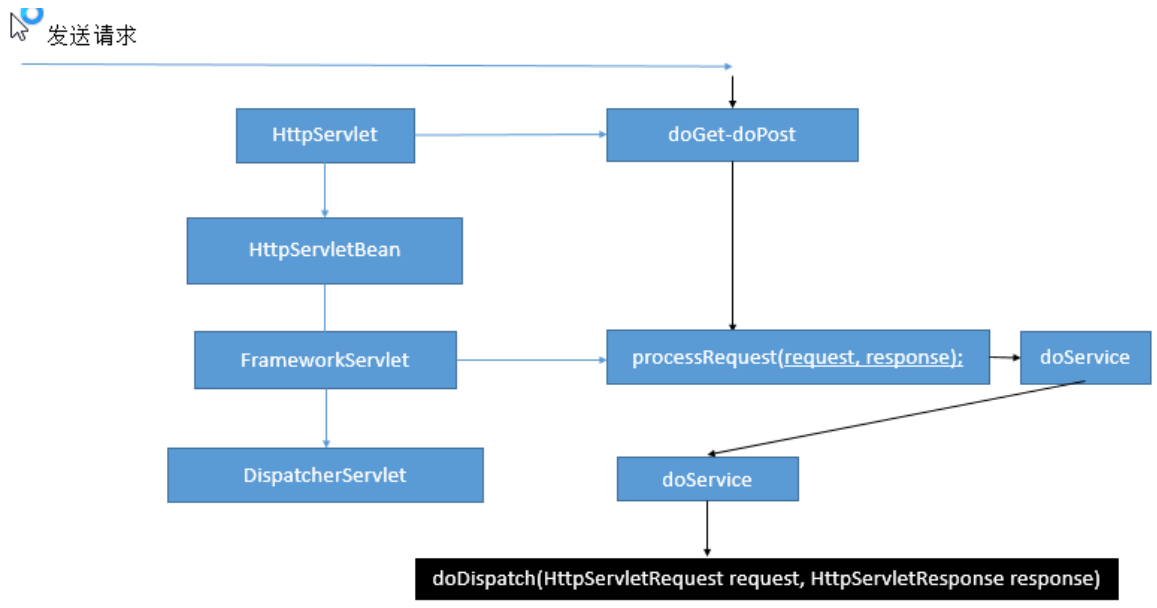 发送请求
HttpServlet
doGet-doPost
HttpServletBean
FrameworkServlet
processRequest(request, response);
doService
DispatcherServlet
doService
doDispatch(HttpServletRequest request, HttpServletResponse response)